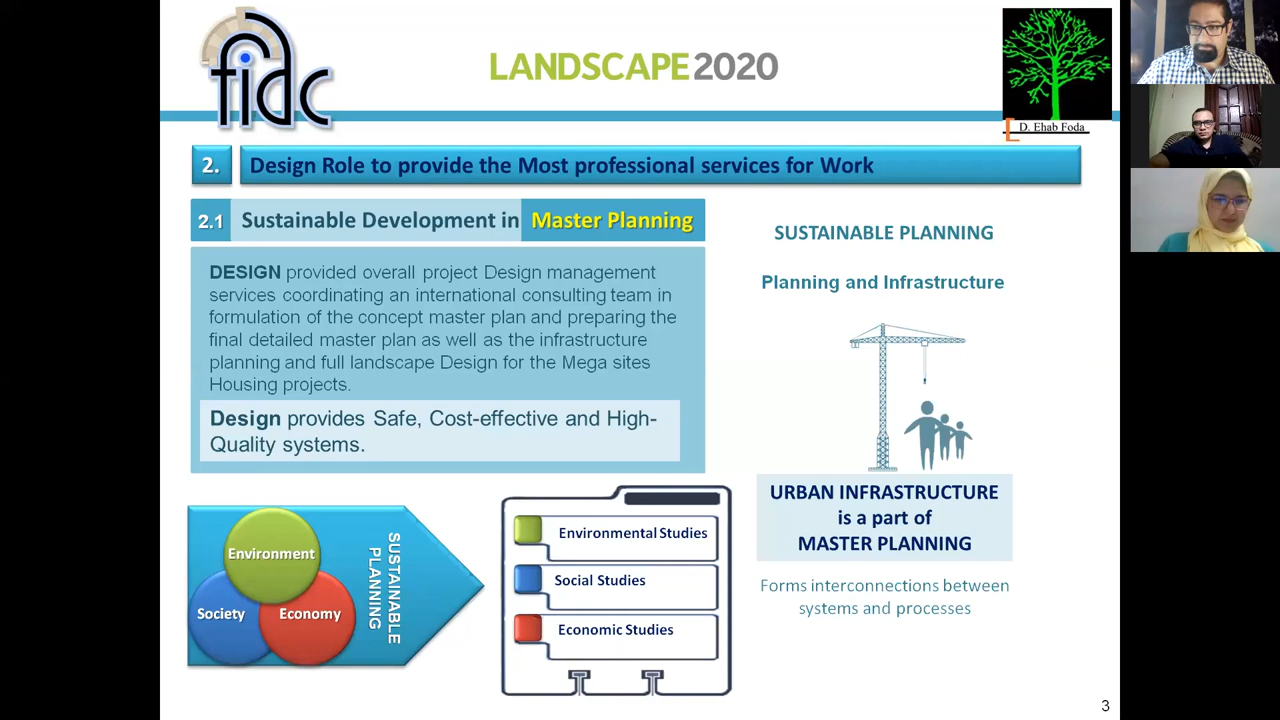 fidc
LANDSCAPE2020
D. Ehab Foda
2.
Design Role to provide the Most professional services for Work
2.1 Sustainable Development in Master Planning
DESIGN provided overall project Design management
services coordinating an international consulting team in
formulation of the concept master plan and preparing the
final detailed master plan as well as the infrastructure
planning and full landscape Design for the Mega sites
Housing projects.
Design provides Safe, Cost-effective and High-
Quality systems.
SUSTAINABLE PLANNING
Planning and Infrastructure
URBAN INFRASTRUCTURE
is a part of
MASTER PLANNING
Forms interconnections between
systems and processes
Environment
Society
Economy
SUSTAINABLE
PLANNING
Environmental Studies
Social Studies
Economic Studies
3